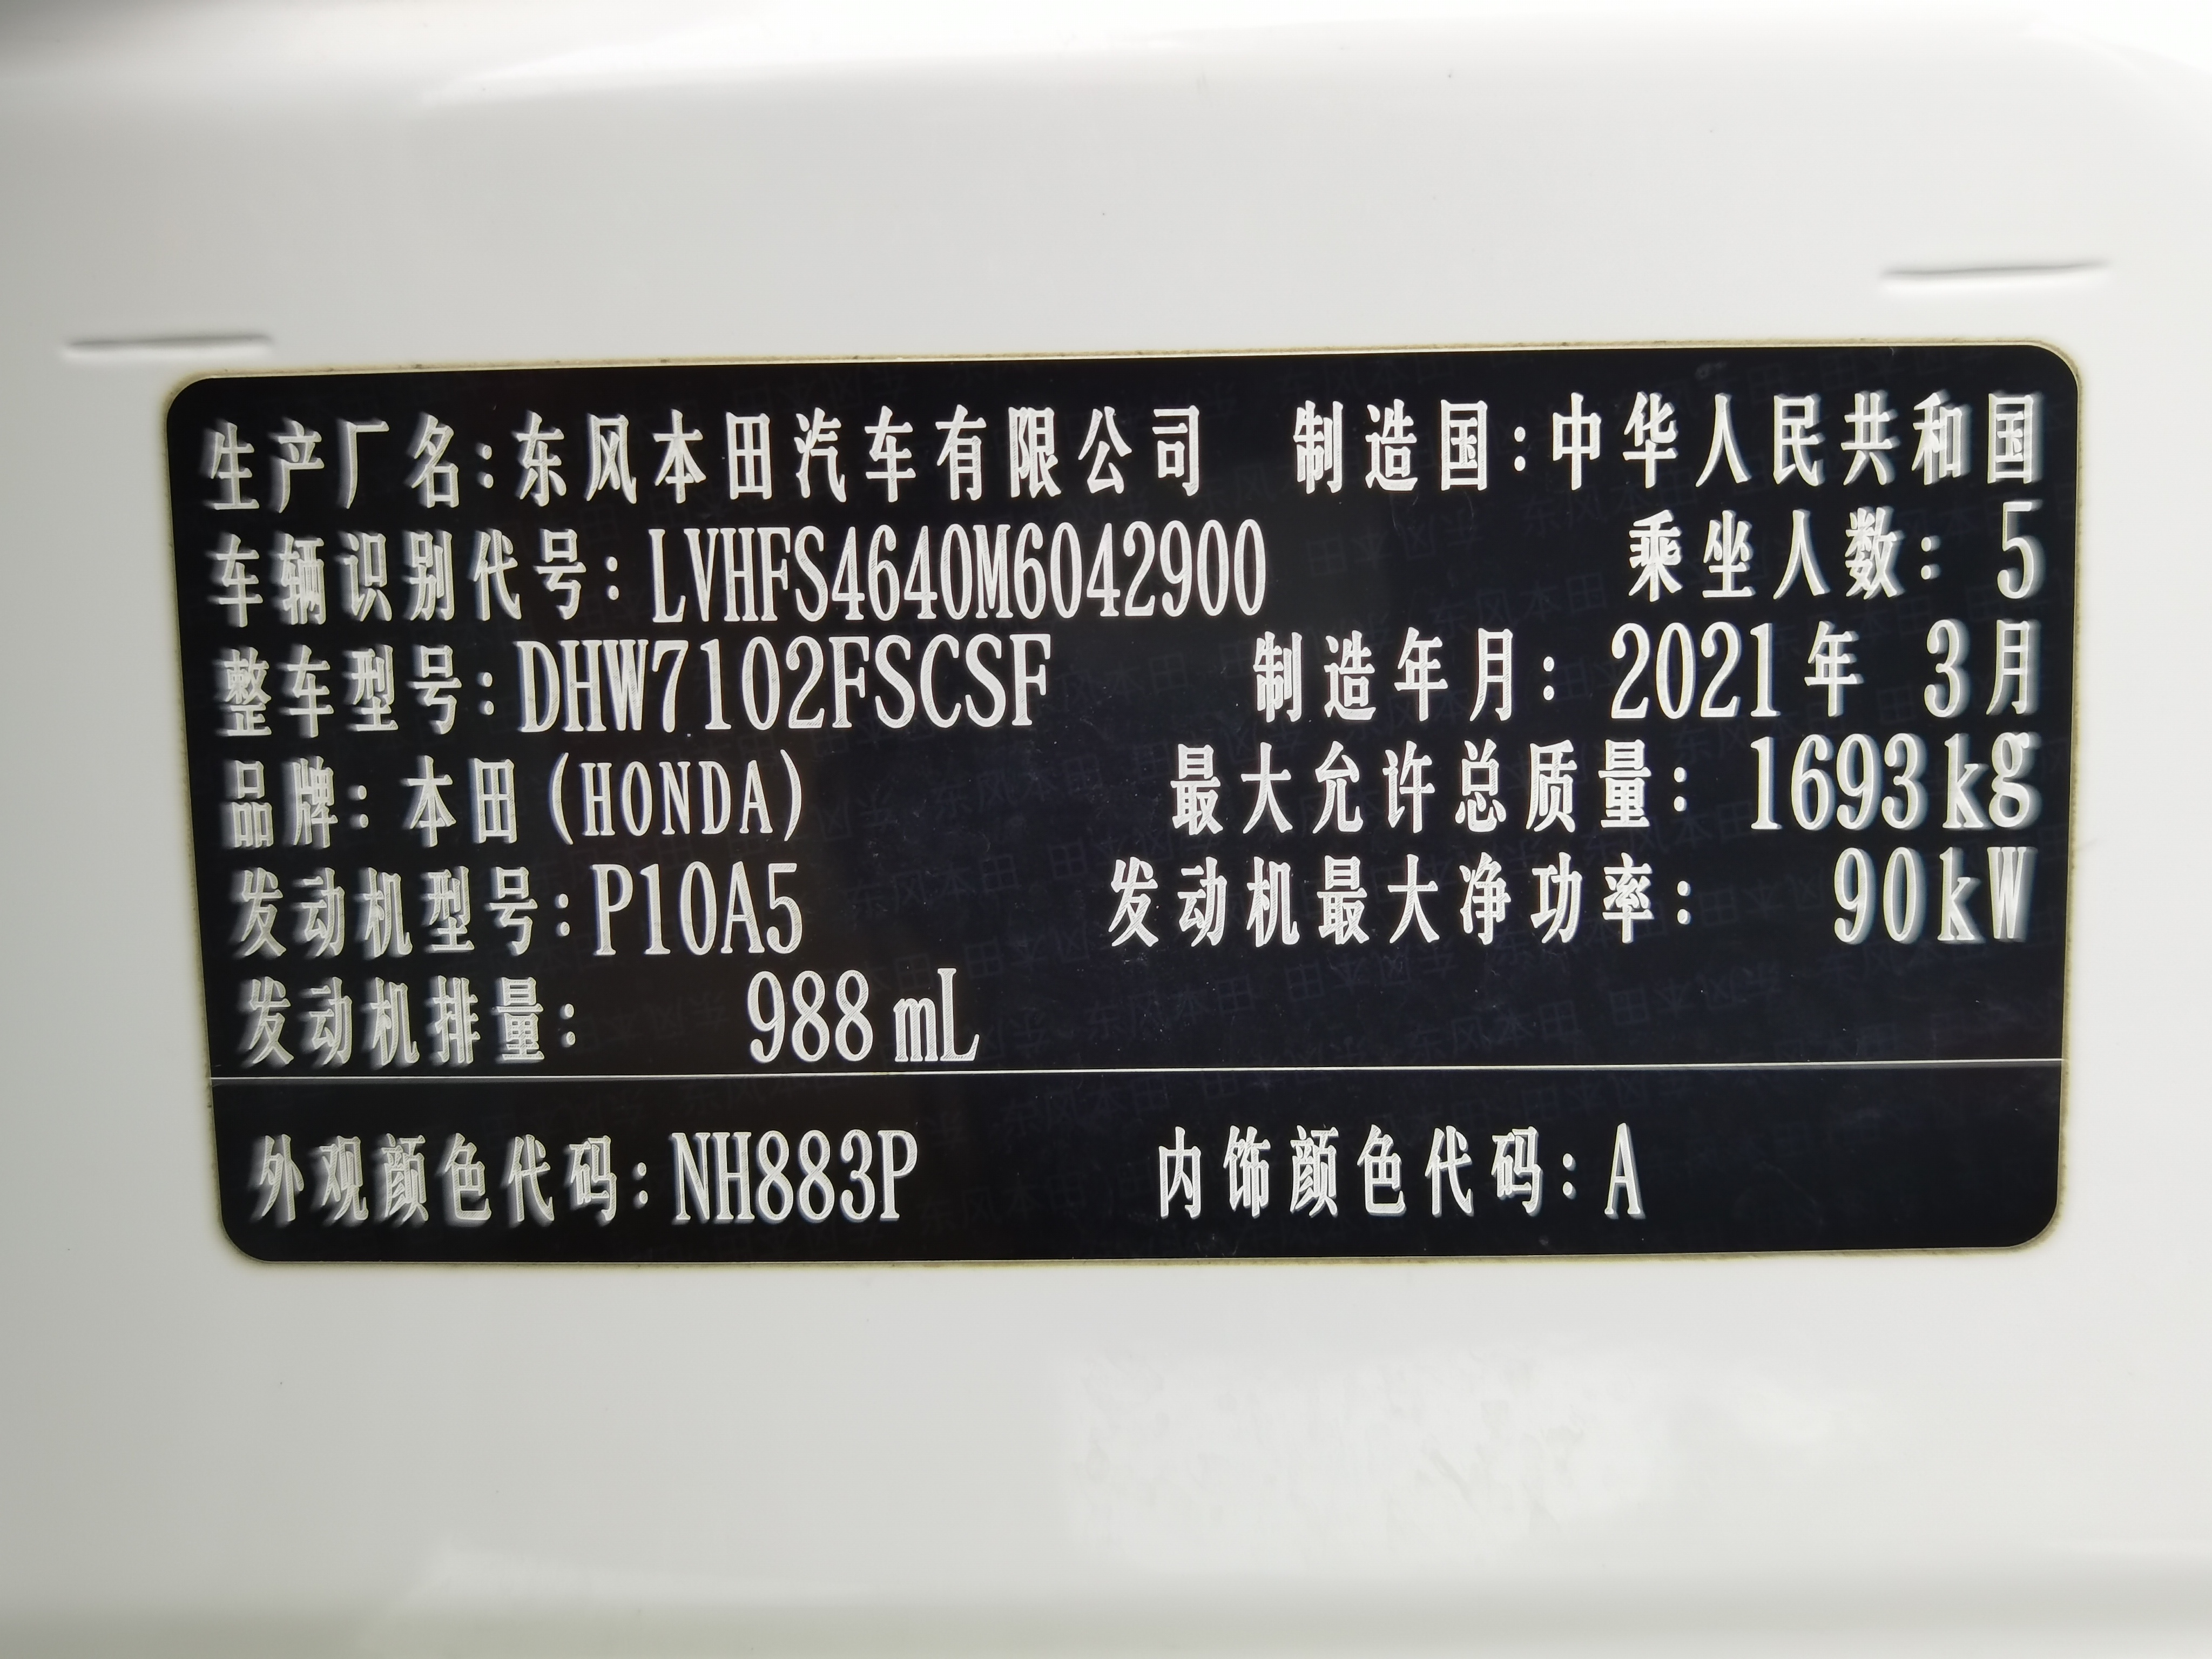 生产厂名:东风本田汽车有限公司 制造国:中华人民共和国
车辆识别代号:LVHFS4640M6042900 乘坐人数: 5
整车型号:DHW7102FSCSF 制造年月: 2021年 3月
品牌: 本田(HONDA) 最大允许总质量: 1693kg
发动机型号:P10A5 发动机最大净功率: 90kW
发动机排量: 988mL
外观颜色代码:NH883P 内饰颜色代码:A